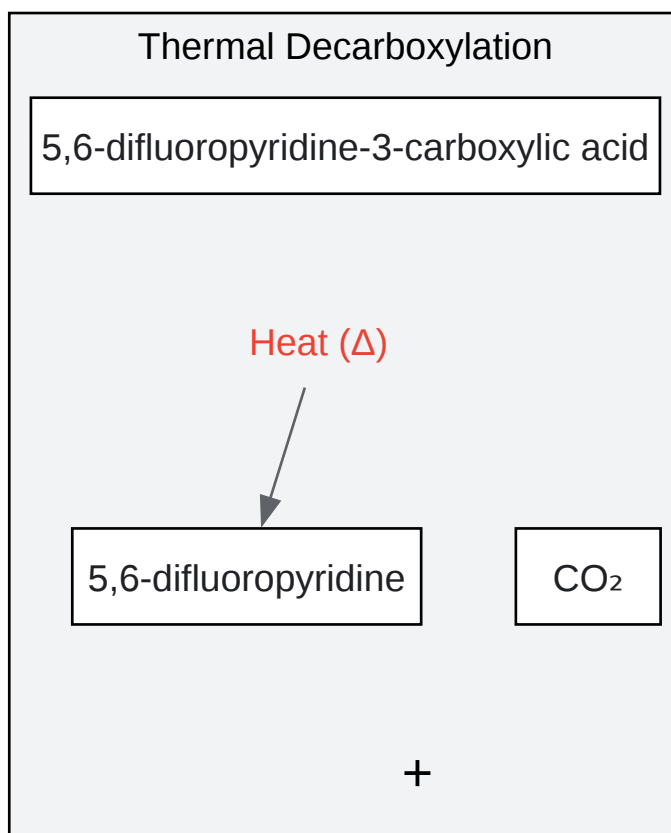 Thermal Decarboxylation
5,6-difluoropyridine-3-carboxylic acid
Heat (Δ)
5,6-difluoropyridine
CO₂
+